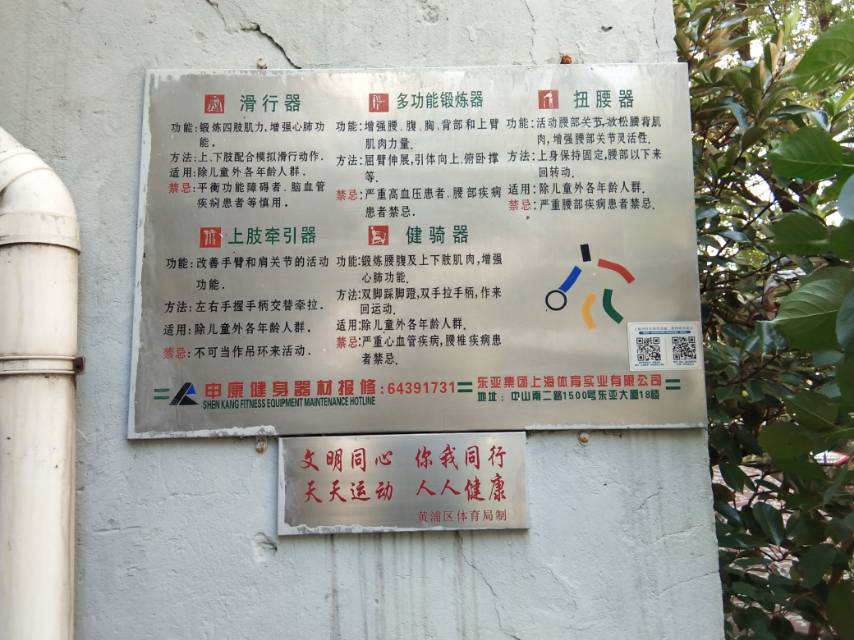 滑行器
功能:锻炼四肢肌力,增强心肺功
能.
方法:上、下肢配合模拟滑行动作.
适用:除儿童外各年龄人群.
禁忌:平衡功能障碍者、脑血管
疾病患者等慎用.
多功能锻炼器
功能:增强腰、腹、胸、背部和上臂
肌肉力量.
方法:屈臂伸展,引体向上,俯卧撑
等.
禁忌:严重高血压患者、腰部疾病
患者禁忌.
扭腰器
功能:活动腰部关节,放松腰背肌
肉,增强腰部关节灵活性.
方法:上身保持固定,腰部以下来
回转动.
适用:除儿童外各年龄人群.
禁忌:严重腰部疾病患者禁忌.
上肢牵引器
功能:改善手臂和肩关节的活动
功能.
方法:左右手握手柄交替牵拉.
适用:除儿童外各年龄人群.
禁忌:不可当作吊环来活动.
健骑器
功能:锻炼腰腹及上下肢肌肉,增强
心肺功能.
方法:双脚踩脚蹬,双手拉手柄,作来
回运动.
适用:除儿童外各年龄人群.
禁忌:严重心血管疾病,腰椎疾病患
者禁忌.
申康健身器材报修:64391731
SHEN KANG FITNESS EQUIPMENT MAINTENANCE HOTLINE
东亚集团上海体育实业有限公司
地址:中山南二路1500号东亚大厦18楼
文明同心 你我同行
天天运动 人人健康
黄浦区体育局制